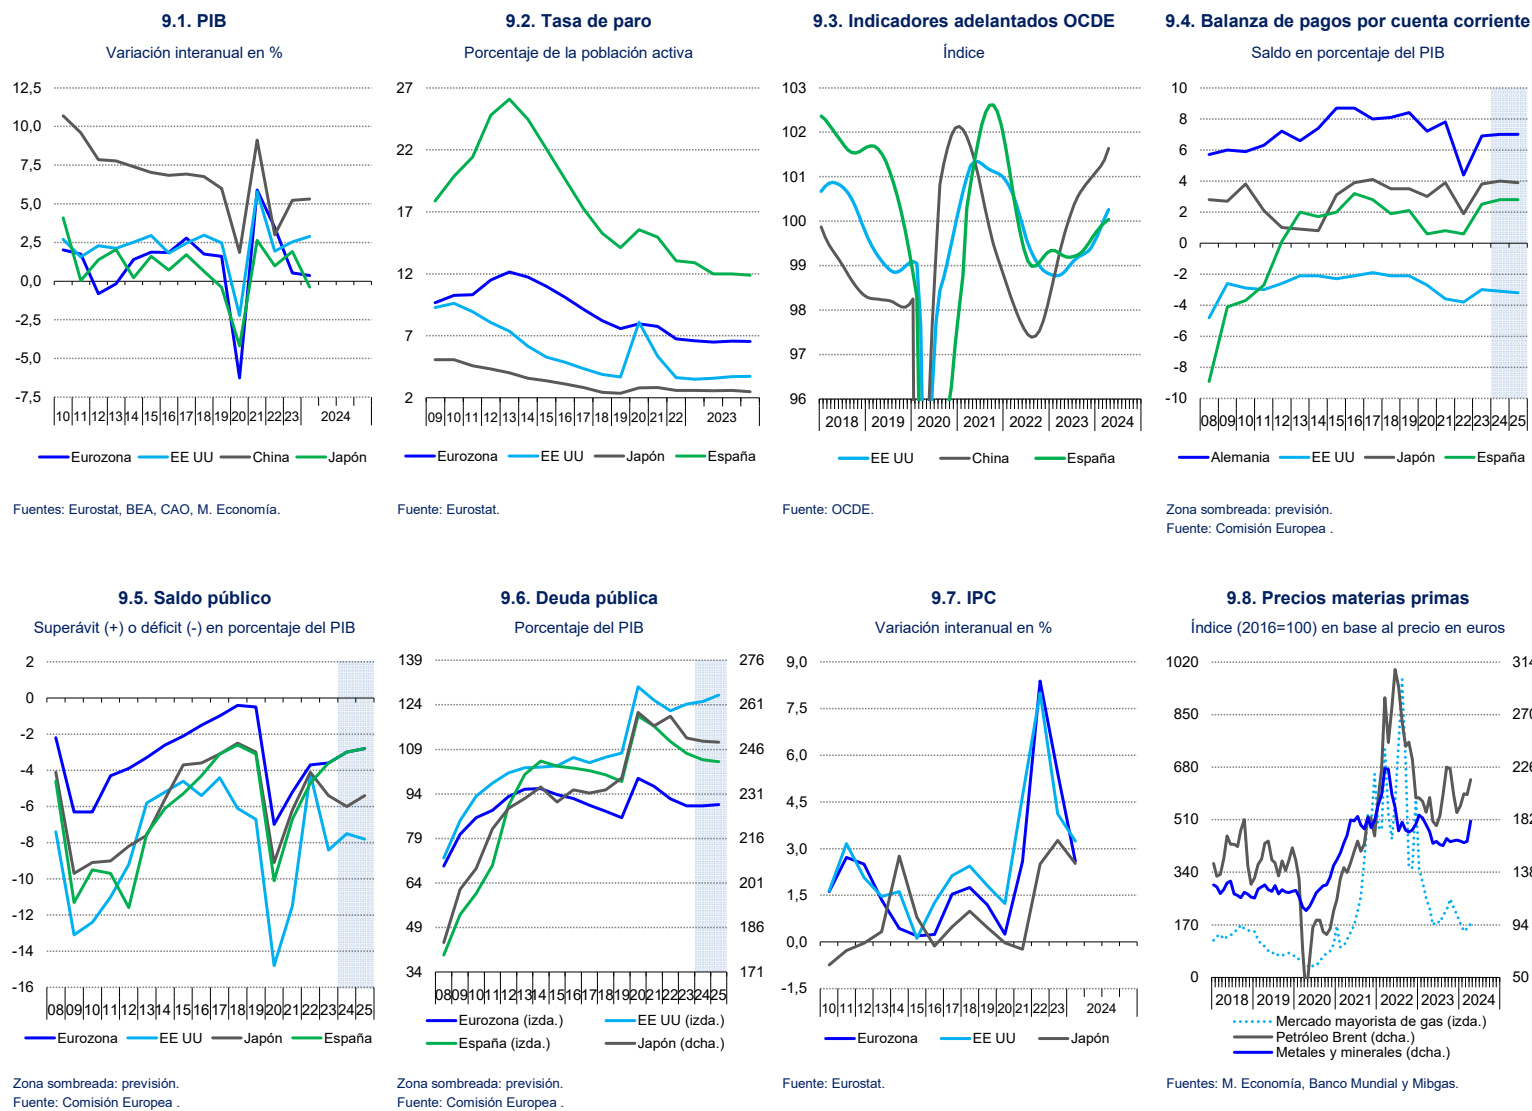 9.1. PIB
Variación interanual en %
12,5
10,0
7,5
5,0
2,5
0,0
-2,5
-5,0
-7,5
10 11 12 13 14 15 16 17 18 19 20 21 22 23 2024
Eurozona EE UU China Japón
Fuentes: Eurostat, BEA, CAO, M. Economía.
9.2. Tasa de paro
Porcentaje de la población activa
27
22
17
12
7
2
09 10 11 12 13 14 15 16 17 18 19 20 21 22 2023
Eurozona EE UU Japón España
Fuente: Eurostat.
9.3. Indicadores adelantados OCDE
Índice
103
102
101
100
99
98
97
96
2018 2019 2020 2021 2022 2023 2024
EE UU China España
Fuente: OCDE.
9.4. Balanza de pagos por cuenta corriente
Saldo en porcentaje del PIB
10
8
6
4
2
0
-2
-4
-6
-8
-10
08 09 10 11 12 13 14 15 16 17 18 19 20 21 22 23 24 25
Alemania EE UU Japón España
Zona sombreada: previsión.
Fuente: Comisión Europea .
9.5. Saldo público
Superávit (+) o déficit (-) en porcentaje del PIB
2
0
-2
-4
-6
-8
-10
-12
-14
-16
08 09 10 11 12 13 14 15 16 17 18 19 20 21 22 23 24 25
Eurozona EE UU Japón España
Zona sombreada: previsión.
Fuente: Comisión Europea .
9.6. Deuda pública
Porcentaje del PIB
139 276
124 261
109 246
94 231
79 216
64 201
49 186
34 171
08 09 10 11 12 13 14 15 16 17 18 19 20 21 22 23 24 25
Eurozona (izda.) EE UU (izda.)
España (izda.) Japón (dcha.)
Zona sombreada: previsión.
Fuente: Comisión Europea .
9.7. IPC
Variación interanual en %
9,0
7,5
6,0
4,5
3,0
1,5
0,0
-1,5
10 11 12 13 14 15 16 17 18 19 20 21 22 23 2024
Eurozona EE UU Japón
Fuente: Eurostat.
9.8. Precios materias primas
Índice (2016=100) en base al precio en euros
1020 314
850 270
680 226
510 182
340 138
170 94
0 50
2018 2019 2020 2021 2022 2023 2024
Mercado mayorista de gas (izda.)
Petróleo Brent (dcha.)
Metales y minerales (dcha.)
Fuentes: M. Economía, Banco Mundial y Mibgas.